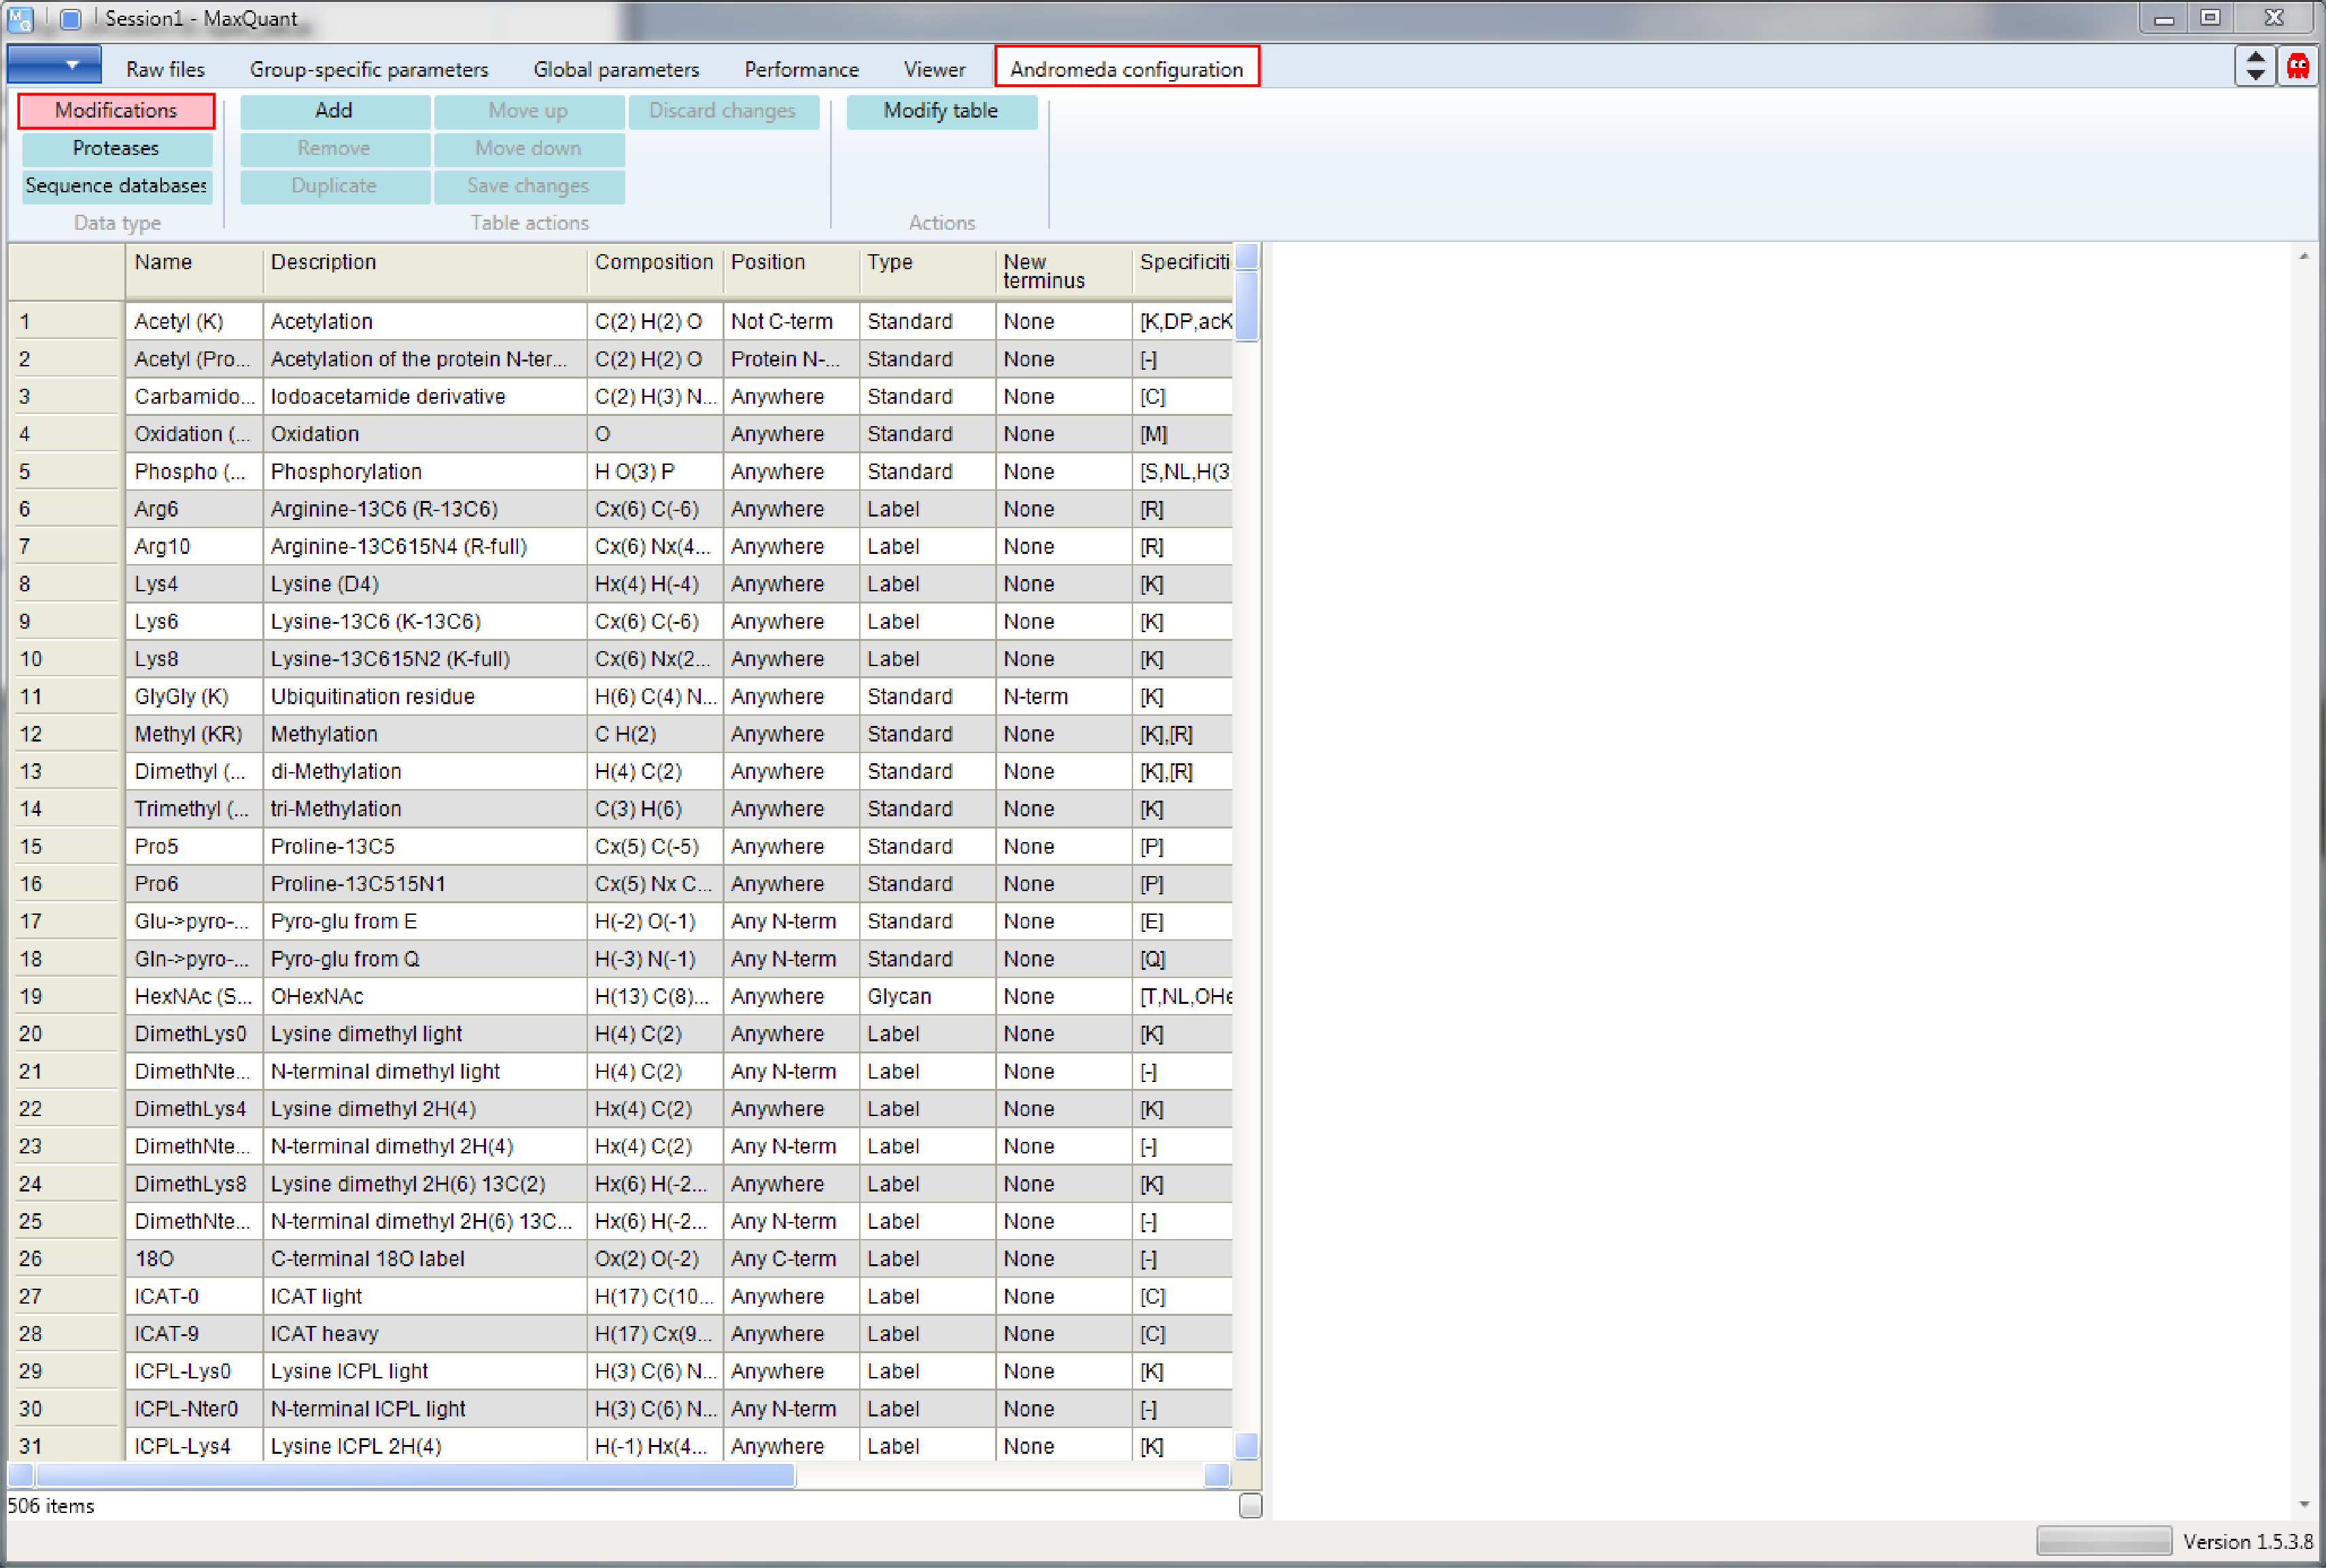 Session1 - MaxQuant
Raw files Group-specific parameters Global parameters Performance Viewer Andromeda configuration
Modifications Add Move up Discard changes Modify table
Proteases Remove Move down
Sequence databases Duplicate Save changes
Data type Table actions Actions
Name Description Composition Position Type New terminus Specificiti
1 Acetyl (K) Acetylation C(2) H(2) O Not C-term Standard None [K,DP,acK
2 Acetyl (Pro... Acetylation of the protein N-ter... C(2) H(2) O Protein N-... Standard None [-]
3 Carbamido... Iodoacetamide derivative C(2) H(3) N... Anywhere Standard None [C]
4 Oxidation (... Oxidation O Anywhere Standard None [M]
5 Phospho (... Phosphorylation H O(3) P Anywhere Standard None [S,NL,H(3
6 Arg6 Arginine-13C6 (R-13C6) Cx(6) C(-6) Anywhere Label None [R]
7 Arg10 Arginine-13C615N4 (R-full) Cx(6) Nx(4... Anywhere Label None [R]
8 Lys4 Lysine (D4) Hx(4) H(-4) Anywhere Label None [K]
9 Lys6 Lysine-13C6 (K-13C6) Cx(6) C(-6) Anywhere Label None [K]
10 Lys8 Lysine-13C615N2 (K-full) Cx(6) Nx(2... Anywhere Label None [K]
11 GlyGly (K) Ubiquitination residue H(6) C(4) N... Anywhere Standard N-term [K]
12 Methyl (KR) Methylation C H(2) Anywhere Standard None [K],[R]
13 Dimethyl (... di-Methylation H(4) C(2) Anywhere Standard None [K],[R]
14 Trimethyl (... tri-Methylation C(3) H(6) Anywhere Standard None [K]
15 Pro5 Proline-13C5 Cx(5) C(-5) Anywhere Standard None [P]
16 Pro6 Proline-13C515N1 Cx(5) Nx C... Anywhere Standard None [P]
17 Glu->pyro-... Pyro-glu from E H(-2) O(-1) Any N-term Standard None [E]
18 Gln->pyro-... Pyro-glu from Q H(-3) N(-1) Any N-term Standard None [Q]
19 HexNAc (S... OHexNAc H(13) C(8)... Anywhere Glycan None [T,NL,OHe
20 DimethLys0 Lysine dimethyl light H(4) C(2) Anywhere Label None [K]
21 DimethNte... N-terminal dimethyl light H(4) C(2) Any N-term Label None [-]
22 DimethLys4 Lysine dimethyl 2H(4) Hx(4) C(2) Anywhere Label None [K]
23 DimethNte... N-terminal dimethyl 2H(4) Hx(4) C(2) Any N-term Label None [-]
24 DimethLys8 Lysine dimethyl 2H(6) 13C(2) Hx(6) H(-2... Anywhere Label None [K]
25 DimethNte... N-terminal dimethyl 2H(6) 13C... Hx(6) H(-2... Any N-term Label None [-]
26 18O C-terminal 18O label Ox(2) O(-2) Any C-term Label None [-]
27 ICAT-0 ICAT light H(17) C(10... Anywhere Label None [C]
28 ICAT-9 ICAT heavy H(17) Cx(9... Anywhere Label None [C]
29 ICPL-Lys0 Lysine ICPL light H(3) C(6) N... Anywhere Label None [K]
30 ICPL-Nter0 N-terminal ICPL light H(3) C(6) N... Any N-term Label None [-]
31 ICPL-Lys4 Lysine ICPL 2H(4) H(-1) Hx(4... Anywhere Label None [K]
506 items
Version 1.5.3.8